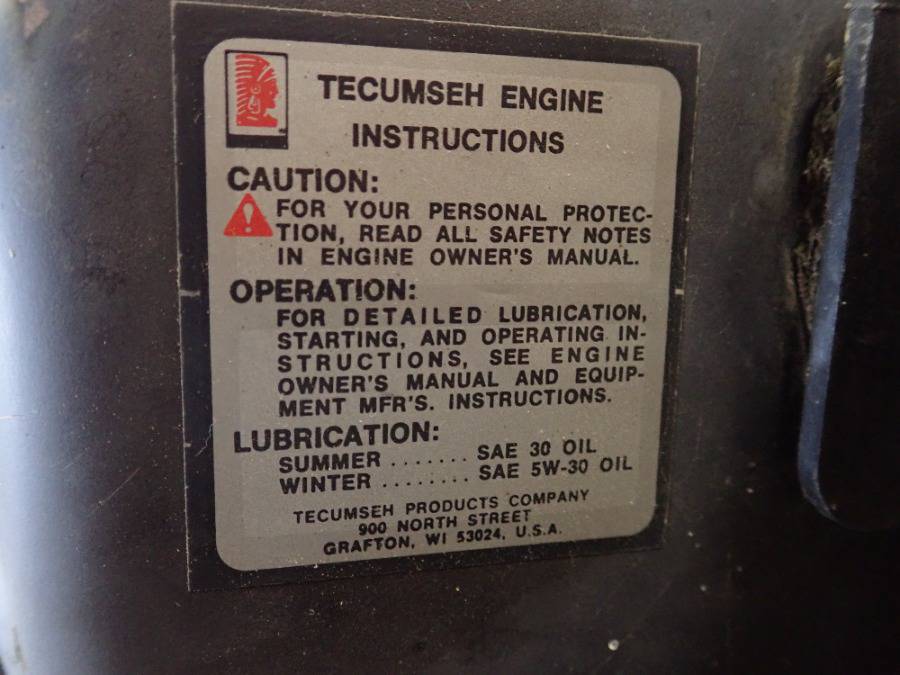 TECUMSEH ENGINE
INSTRUCTIONS
CAUTION:
FOR YOUR PERSONAL PROTEC-
TION, READ ALL SAFETY NOTES
IN ENGINE OWNER'S MANUAL.
OPERATION:
FOR DETAILED LUBRICATION,
STARTING, AND OPERATING IN-
STRUCTIONS, SEE ENGINE
OWNER'S MANUAL AND EQUIP-
MENT MFR'S. INSTRUCTIONS.
LUBRICATION:
SUMMER ....... SAE 30 OIL
WINTER ........ SAE 5W-30 OIL
TECUMSEH PRODUCTS COMPANY
900 NORTH STREET
GRAFTON, WI 53024, U.S.A.